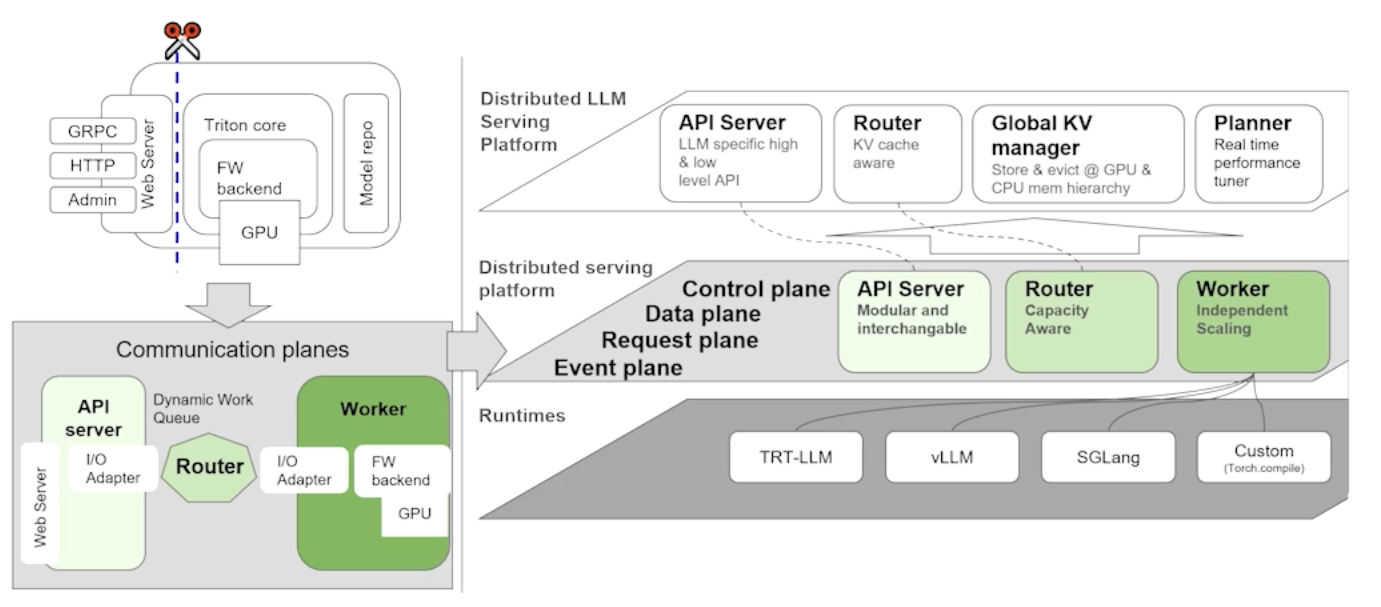 GRPC
HTTP
Admin
Web Server
Triton core
FW
backend
GPU
Model repo
Communication planes
API
server
Dynamic Work
Queue
Worker
Web Server
I/O
Adapter
Router
I/O
Adapter
FW
backend
GPU
Distributed LLM
Serving
Platform
API Server
LLM specific high
& low
level API
Router
KV cache
aware
Global KV
manager
Store & evict @ GPU &
CPU mem hierarchy
Planner
Real time
performance
tuner
Distributed serving
platform
Control plane
Data plane
Request plane
Event plane
API Server
Modular and
interchangable
Router
Capacity
Aware
Worker
Independent
Scaling
Runtimes
TRT-LLM
vLLM
SGLang
Custom
(Torch.compile)